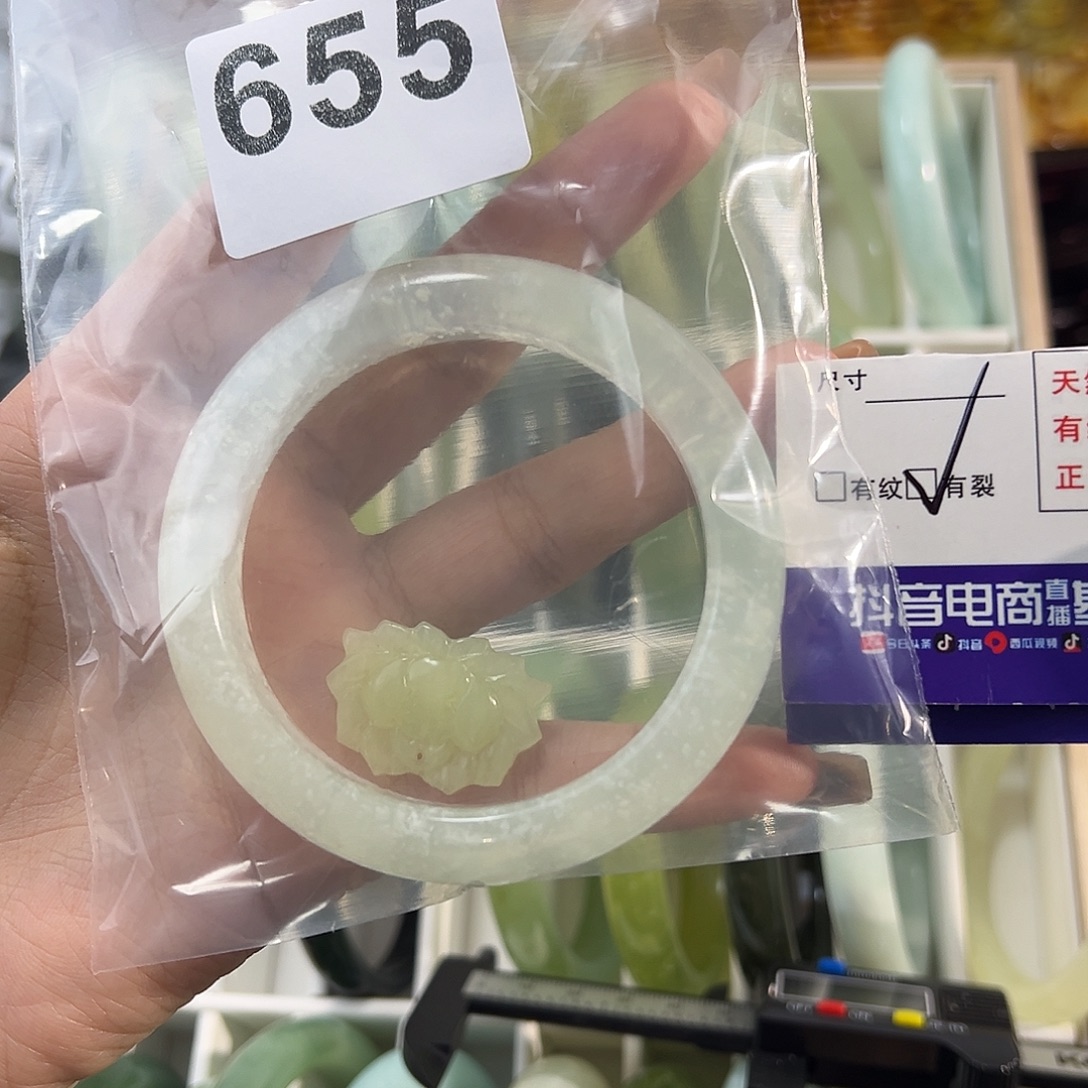 655
尺寸
有纹 有裂
有
正
抖音电商直播
今日头条 抖音 西瓜视频